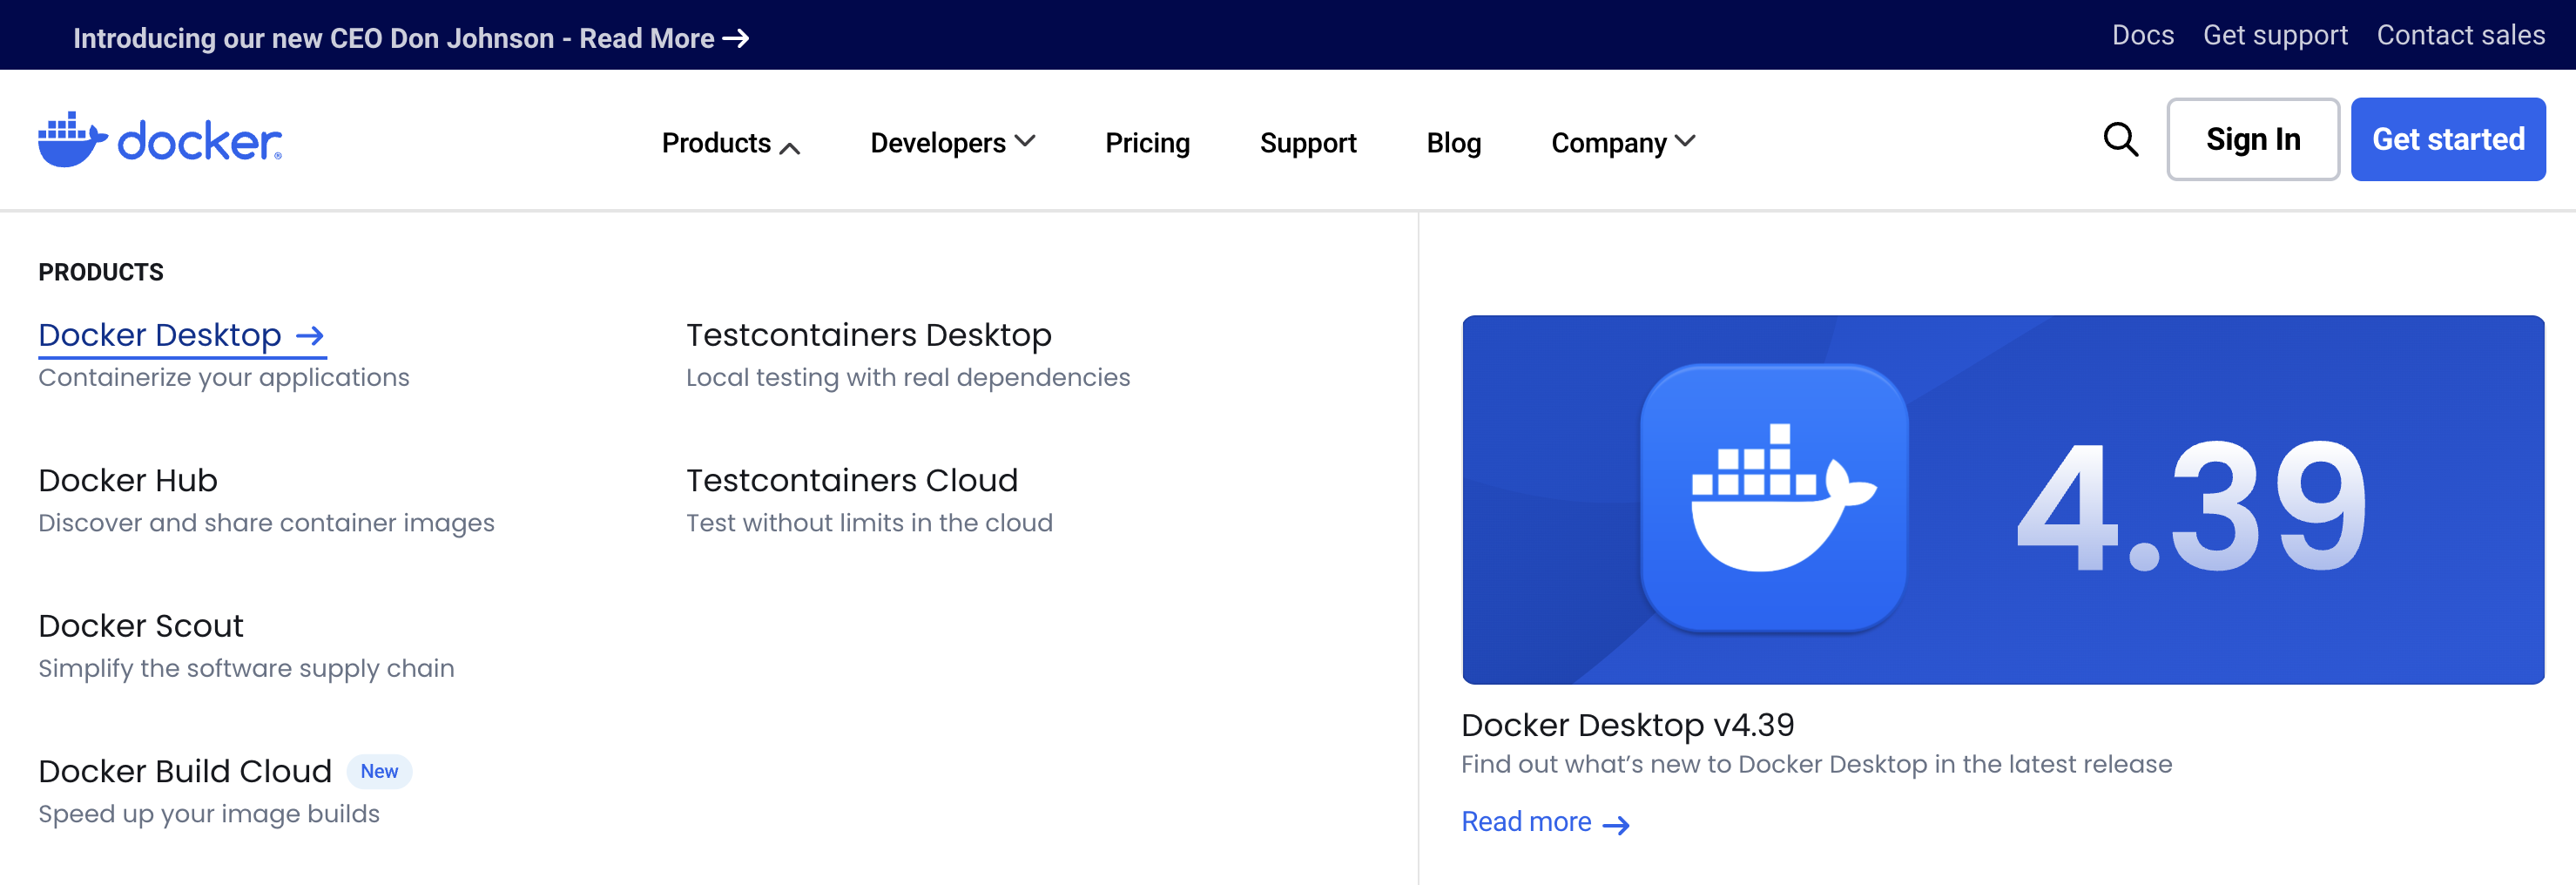 Introducing our new CEO Don Johnson - Read More
Docs Get support Contact sales
docker®
Products Developers Pricing Support Blog Company
Sign In Get started
PRODUCTS
Docker Desktop
Containerize your applications
Docker Hub
Discover and share container images
Docker Scout
Simplify the software supply chain
Docker Build Cloud New
Speed up your image builds
Testcontainers Desktop
Local testing with real dependencies
Testcontainers Cloud
Test without limits in the cloud
4.39
Docker Desktop v4.39
Find out what’s new to Docker Desktop in the latest release
Read more